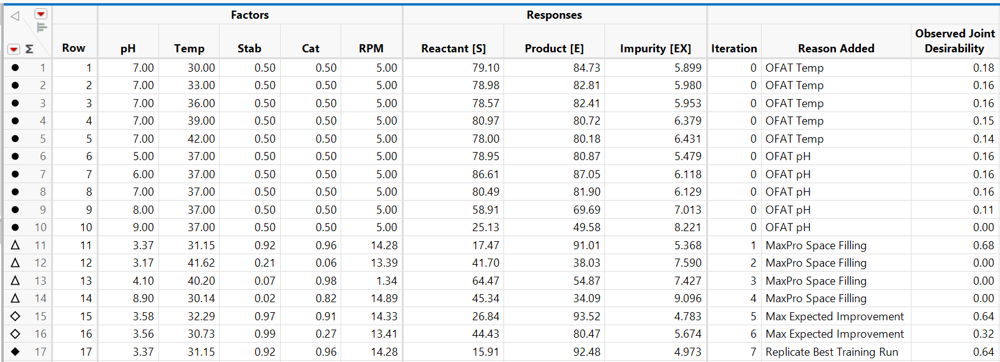 Factors Responses
Row pH Temp Stab Cat RPM Reactant [S] Product [E] Impurity [EX] Iteration Reason Added Observed Joint Desirability
1 1 7.00 30.00 0.50 0.50 5.00 79.10 84.73 5.899 0 OFAT Temp 0.18
2 2 7.00 33.00 0.50 0.50 5.00 78.98 82.81 5.980 0 OFAT Temp 0.16
3 3 7.00 36.00 0.50 0.50 5.00 78.57 82.41 5.953 0 OFAT Temp 0.16
4 4 7.00 39.00 0.50 0.50 5.00 80.97 80.72 6.379 0 OFAT Temp 0.15
5 5 7.00 42.00 0.50 0.50 5.00 78.00 80.18 6.431 0 OFAT Temp 0.14
6 6 5.00 37.00 0.50 0.50 5.00 78.95 80.87 5.479 0 OFAT pH 0.16
7 7 6.00 37.00 0.50 0.50 5.00 86.61 87.05 6.118 0 OFAT pH 0.16
8 8 7.00 37.00 0.50 0.50 5.00 80.49 81.90 6.129 0 OFAT pH 0.16
9 9 8.00 37.00 0.50 0.50 5.00 58.91 69.69 7.013 0 OFAT pH 0.11
10 10 9.00 37.00 0.50 0.50 5.00 25.13 49.58 8.221 0 OFAT pH 0.00
11 11 3.37 31.15 0.92 0.96 14.28 17.47 91.01 5.368 1 MaxPro Space Filling 0.68
12 12 3.17 41.62 0.21 0.06 13.39 41.70 38.03 7.590 2 MaxPro Space Filling 0.00
13 13 4.10 40.20 0.07 0.98 1.34 64.47 54.87 7.427 3 MaxPro Space Filling 0.00
14 14 8.90 30.14 0.02 0.82 14.89 45.34 34.09 9.096 4 MaxPro Space Filling 0.00
15 15 3.58 32.29 0.97 0.91 14.33 26.84 93.52 4.783 5 Max Expected Improvement 0.64
16 16 3.56 30.73 0.99 0.27 13.41 44.43 80.47 5.674 6 Max Expected Improvement 0.32
17 17 3.37 31.15 0.92 0.96 14.28 15.91 92.48 4.973 7 Replicate Best Training Run 0.64